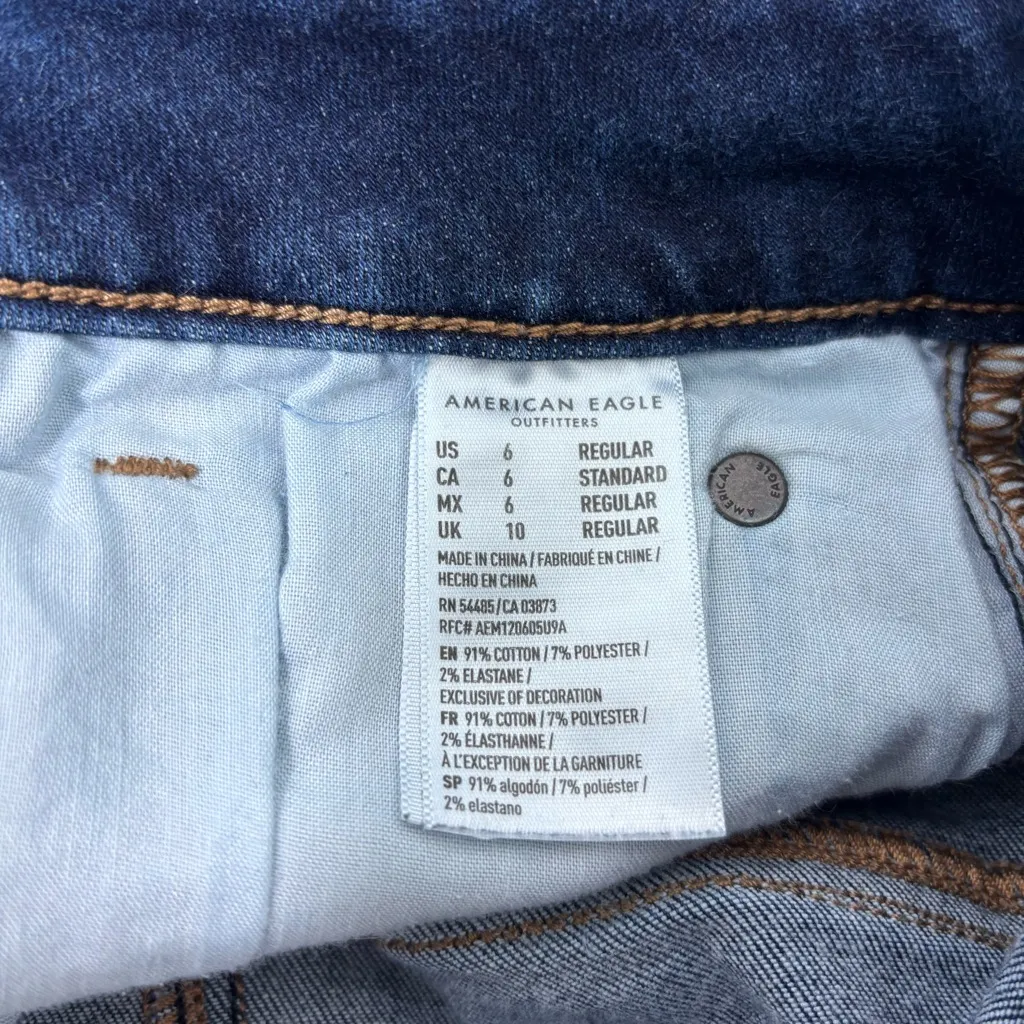 AMERICAN EAGLE
OUTFITTERS
US 6 REGULAR
CA 6 STANDARD
MX 6 REGULAR
UK 10 REGULAR
MADE IN CHINA / FABRIQUÉ EN CHINE /
HECHO EN CHINA
RN 54485/CA 03873
RFC# AEM120605U9A
EN 91% COTTON / 7% POLYESTER /
2% ELASTANE /
EXCLUSIVE OF DECORATION
FR 91% COTON / 7% POLYESTER /
2% ÉLASTHANNE /
À L'EXCEPTION DE LA GARNITURE
SP 91% algodón / 7% poliéster /
2% elastano
AMERICAN EAGLE